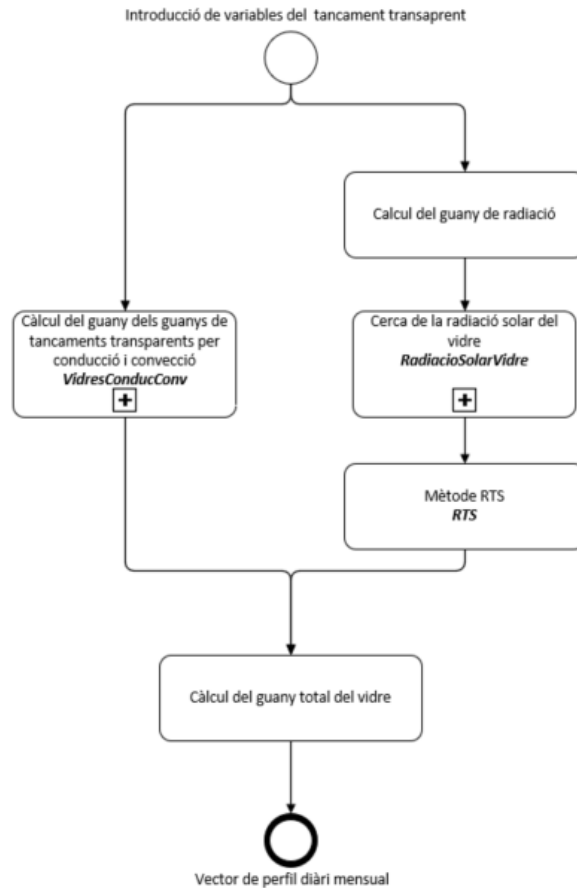 Introducció de variables del tancament transaprent
Calcul del guany de radiació
Càlcul del guany dels guanys de
tancaments transparents per
conducció i convecció
VidresConducConv
Cerca de la radiació solar del
vidre
RadiacioSolarVidre
Mètode RTS
RTS
Càlcul del guany total del vidre
Vector de perfil diàri mensual